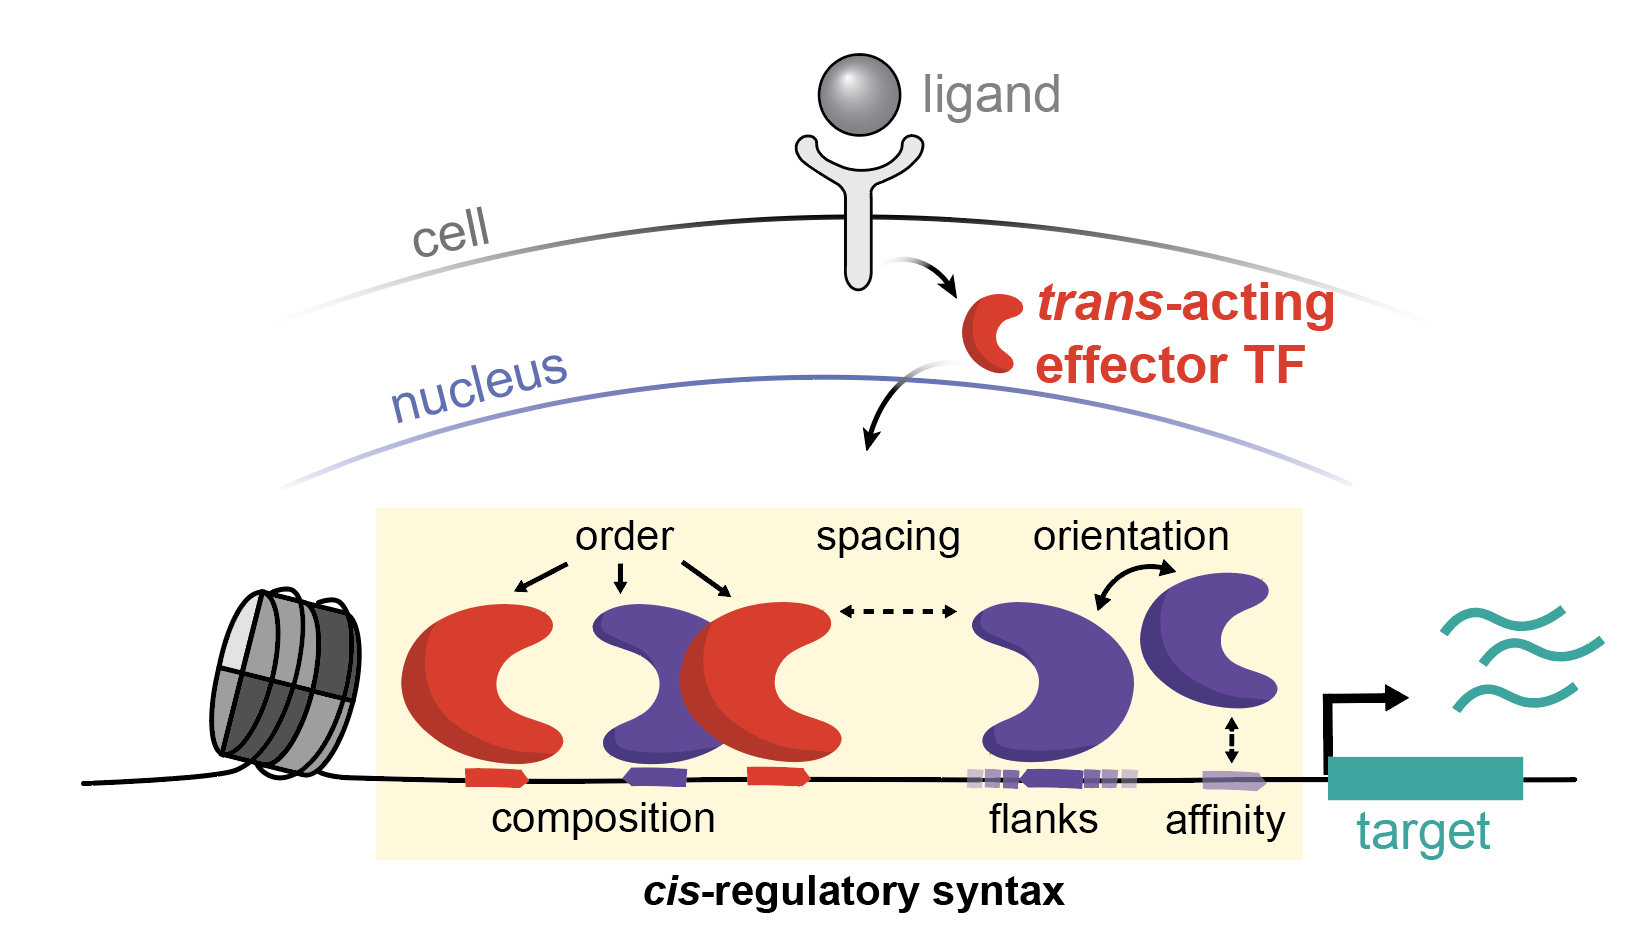 ligand
cell
trans-acting
effector TF
nucleus
order
spacing
orientation
composition
flanks
affinity
target
cis-regulatory syntax